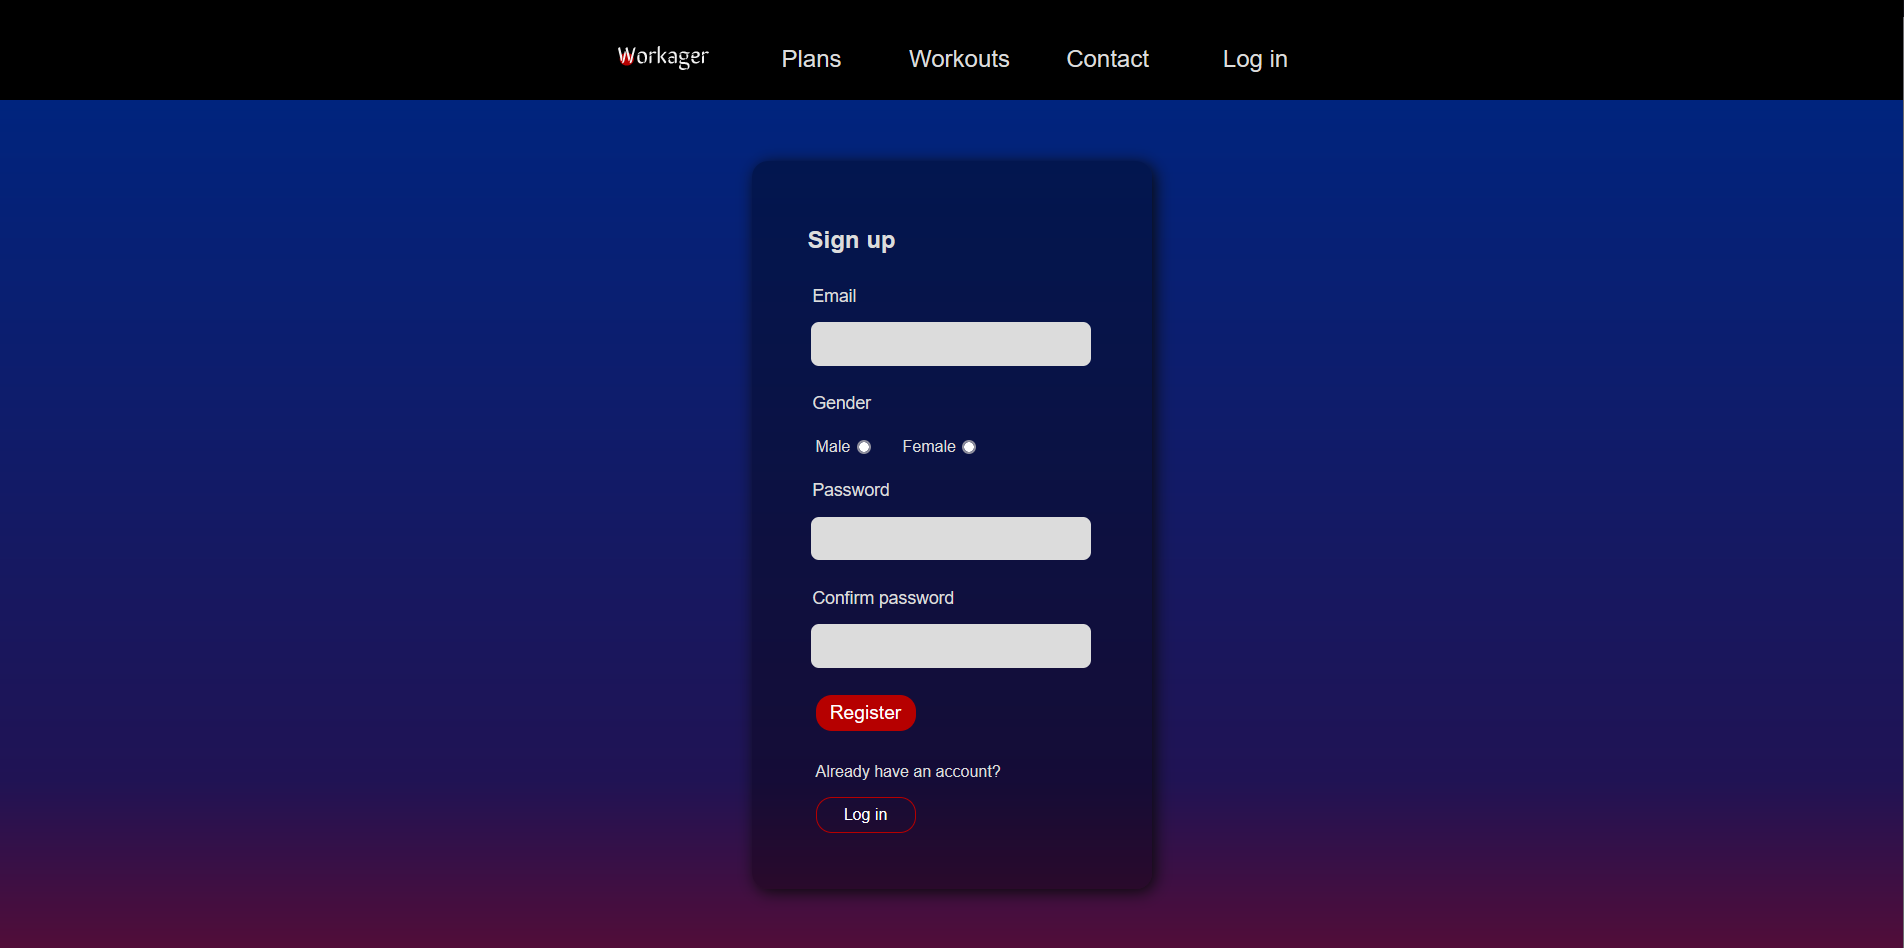 Workager Plans Workouts Contact Log in
Sign up
Email
Gender
Male Female
Password
Confirm password
Register
Already have an account?
Log in